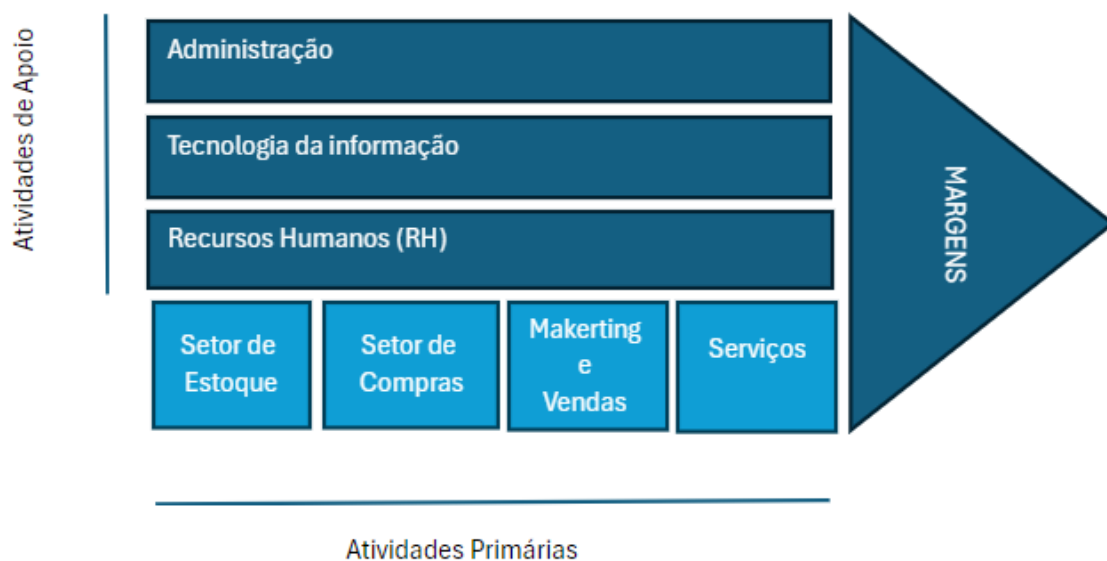 Atividades de Apoio
Administração
Tecnologia da informação
Recursos Humanos (RH)
MARGENS
Setor de
Estoque
Setor de
Compras
Makerting
e
Vendas
Serviços
Atividades Primárias